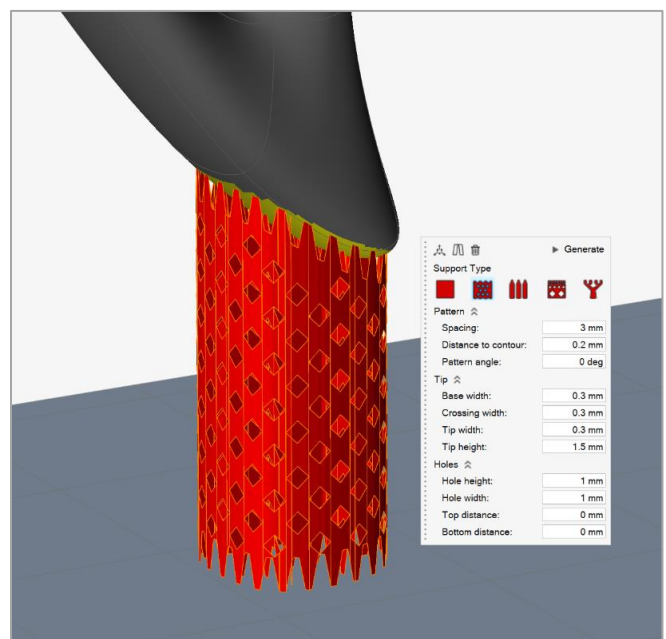 Generate
Support Type
Pattern
Spacing: 3 mm
Distance to contour: 0.2 mm
Pattern angle: 0 deg
Tip
Base width: 0.3 mm
Crossing width: 0.3 mm
Tip width: 0.3 mm
Tip height: 1.5 mm
Holes
Hole height: 1 mm
Hole width: 1 mm
Top distance: 0 mm
Bottom distance: 0 mm